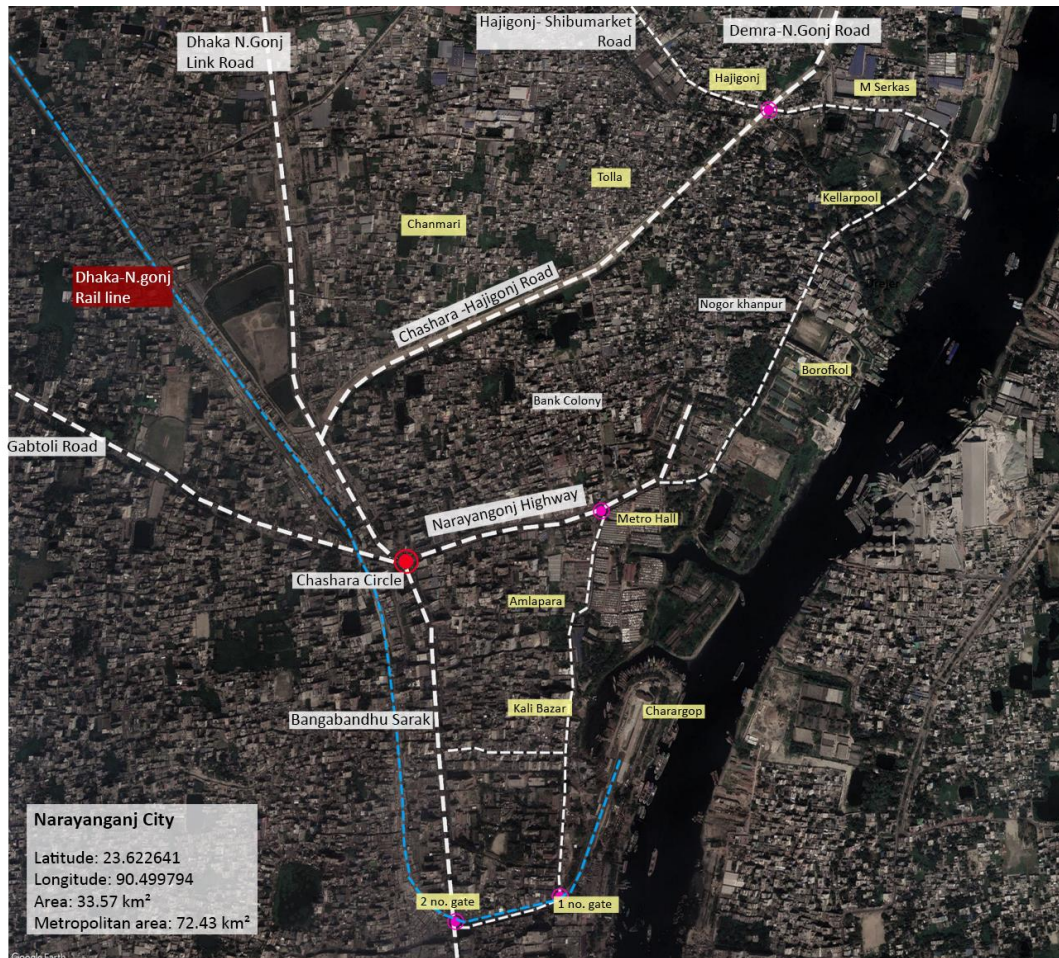 Hajigonj- Shibumarket
Road
Demra-N.Gonj Road
Dhaka N.Gonj
Link Road
Hajigonj
M Serkas
Tolla
Kellarpool
Chanmari
Dhaka-N.gonj
Rail line
Chashara -Hajigonj Road
Nogor khanpur
Borofkol
Bank Colony
Gabtoli Road
Narayangonj Highway
Metro Hall
Chashara Circle
Amlapara
Kali Bazar
Charargop
Bangabandhu Sarak
Narayanganj City
Latitude: 23.622641
Longitude: 90.499794
Area: 33.57 km²
Metropolitan area: 72.43 km²
2 no. gate
1 no. gate
Google Earth